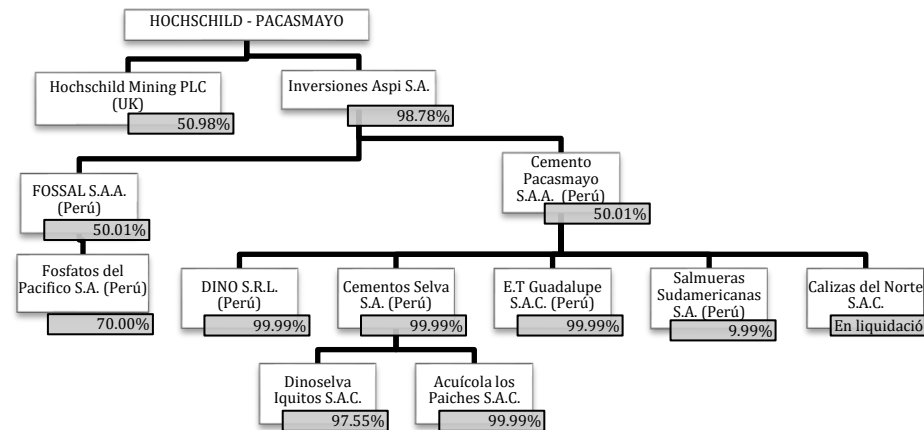 HOCHSCHILD - PACASMAYO
Hochschild Mining PLC
(UK)
50.98%
Inversiones Aspi S.A.
98.78%
FOSSAL S.A.A.
(Perú)
50.01%
Cemento
Pacasmayo
S.A.A. (Perú)
50.01%
Fosfatos del
Pacifico S.A. (Perú)
70.00%
DINO S.R.L.
(Perú)
99.99%
Cementos Selva
S.A. (Perú)
99.99%
E.T Guadalupe
S.A.C. (Perú)
99.99%
Salmueras
Sudamericanas
S.A. (Perú)
9.99%
Calizas del Norte
S.A.C.
En liquidació
Dinoselva
Iquitos S.A.C.
97.55%
Acuícola los
Paiches S.A.C.
99.99%